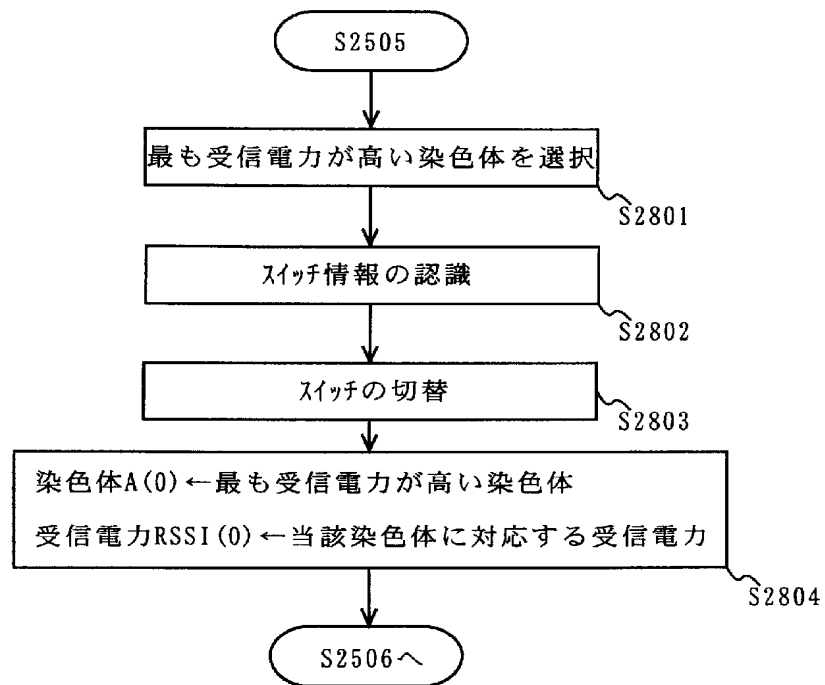 S2505
最も受信電力が高い染色体を選択
S2801
ｽｲｯﾁ情報の認識
S2802
ｽｲｯﾁの切替
S2803
染色体A(0)←最も受信電力が高い染色体
受信電力RSSI(0)←当該染色体に対応する受信電力
S2804
S2506へ